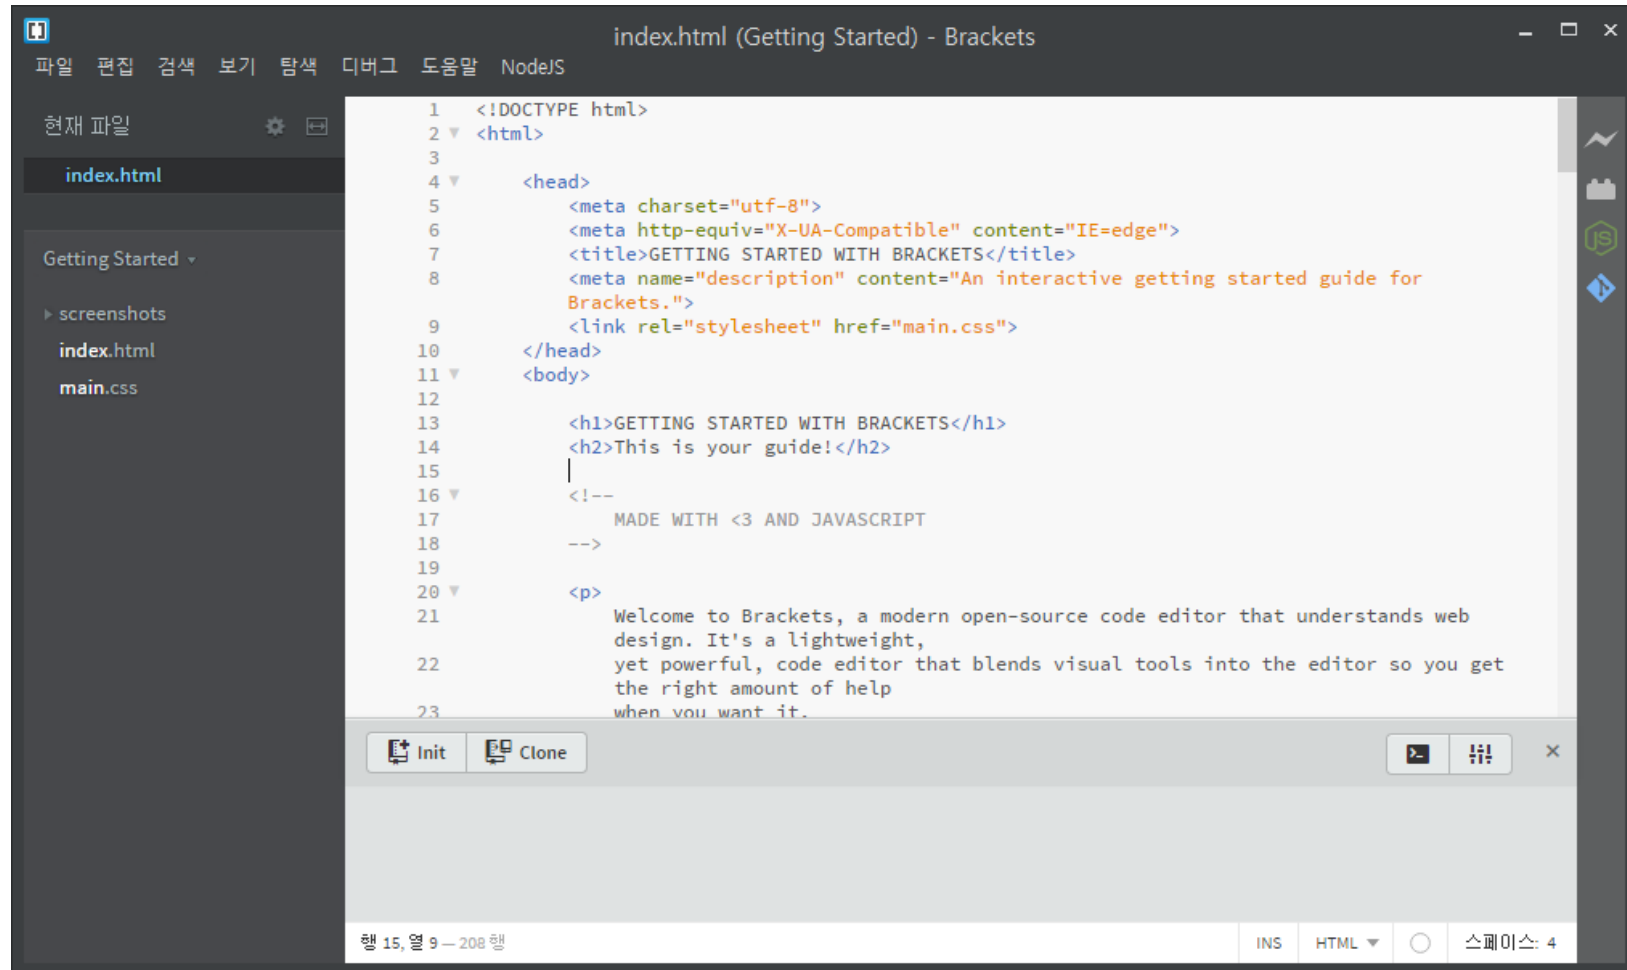 index.html (Getting Started) - Brackets
파일 편집 검색 보기 탐색 디버그 도움말 NodeJS
현재 파일
index.html
Getting Started
screenshots
index.html
main.css
1 <!DOCTYPE html>
2 <html>
3
4 <head>
5 <meta charset="utf-8">
6 <meta http-equiv="X-UA-Compatible" content="IE=edge">
7 <title>GETTING STARTED WITH BRACKETS</title>
8 <meta name="description" content="An interactive getting started guide for
Brackets.">
9 <link rel="stylesheet" href="main.css">
10 </head>
11 <body>
12
13 <h1>GETTING STARTED WITH BRACKETS</h1>
14 <h2>This is your guide!</h2>
15
16 <!--
17 MADE WITH <3 AND JAVASCRIPT
18 -->
19
20 <p>
21 Welcome to Brackets, a modern open-source code editor that understands web
design. It's a lightweight,
22 yet powerful, code editor that blends visual tools into the editor so you get
the right amount of help
23 when you want it.
JS
Init Clone
행 15, 열 9 — 208 행 INS HTML 스페이스: 4